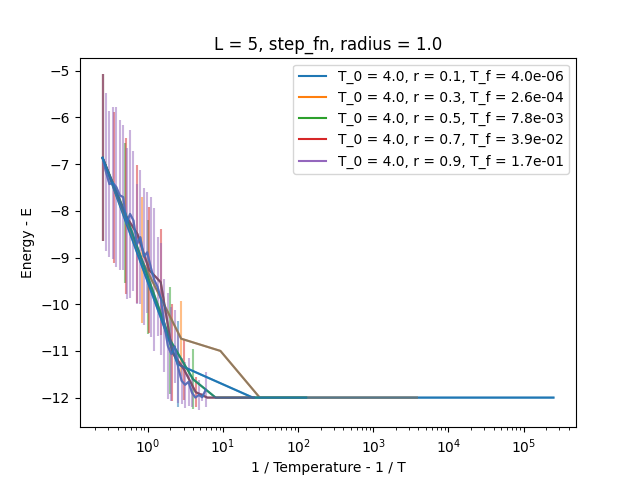 L = 5, step_fn, radius = 1.0
T_0 = 4.0, r = 0.1, T_f = 4.0e-06
T_0 = 4.0, r = 0.3, T_f = 2.6e-04
T_0 = 4.0, r = 0.5, T_f = 7.8e-03
T_0 = 4.0, r = 0.7, T_f = 3.9e-02
T_0 = 4.0, r = 0.9, T_f = 1.7e-01
Energy - E
−5
−6
−7
−8
−9
−10
−11
−12
10⁰ 10¹ 10² 10³ 10⁴ 10⁵
1 / Temperature - 1 / T